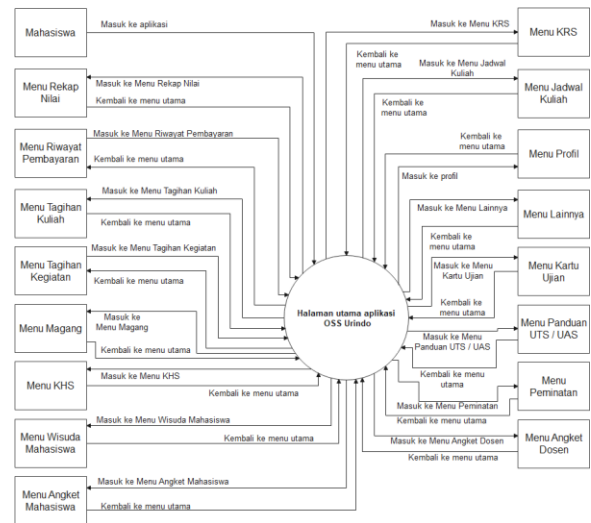 Mahasiswa
Masuk ke aplikasi
Menu Rekap
Nilai
Masuk ke Menu Rekap Nilai
Kembali ke menu utama
Menu Riwayat
Pembayaran
Masuk ke Menu Riwayat Pembayaran
Kembali ke menu utama
Menu Tagihan
Kuliah
Masuk ke Menu Tagihan Kuliah
Kembali ke menu utama
Menu Tagihan
Kegiatan
Masuk ke Menu Tagihan Kegiatan
Kembali ke menu utama
Menu Magang
Masuk ke
Menu Magang
Kembali ke menu utama
Menu KHS
Masuk ke Menu KHS
Kembali ke menu utama
Menu Wisuda
Mahasiswa
Masuk ke Menu Wisuda Mahasiswa
Kembali ke menu utama
Menu Angket
Mahasiswa
Masuk ke Menu Angket Mahasiswa
Kembali ke menu utama
Halaman utama aplikasi
OSS Urindo
Masuk ke Menu KRS
Kembali ke
menu utama
Menu KRS
Masuk ke Menu Jadwal
Kuliah
Kembali ke
menu utama
Menu Jadwal
Kuliah
Kembali ke
menu utama
Masuk ke profil
Menu Profil
Masuk ke Menu Lainnya
Kembali ke
menu utama
Menu Lainnya
Masuk ke Menu
Kartu Ujian
Kembali ke
menu utama
Menu Kartu
Ujian
Masuk ke Menu
Panduan UTS / UAS
Kembali ke menu
utama
Menu Panduan
UTS / UAS
Masuk ke Menu Peminatan
Kembali ke menu utama
Menu
Peminatan
Masuk ke Menu Angket Dosen
Kembali ke menu utama
Menu Angket
Dosen